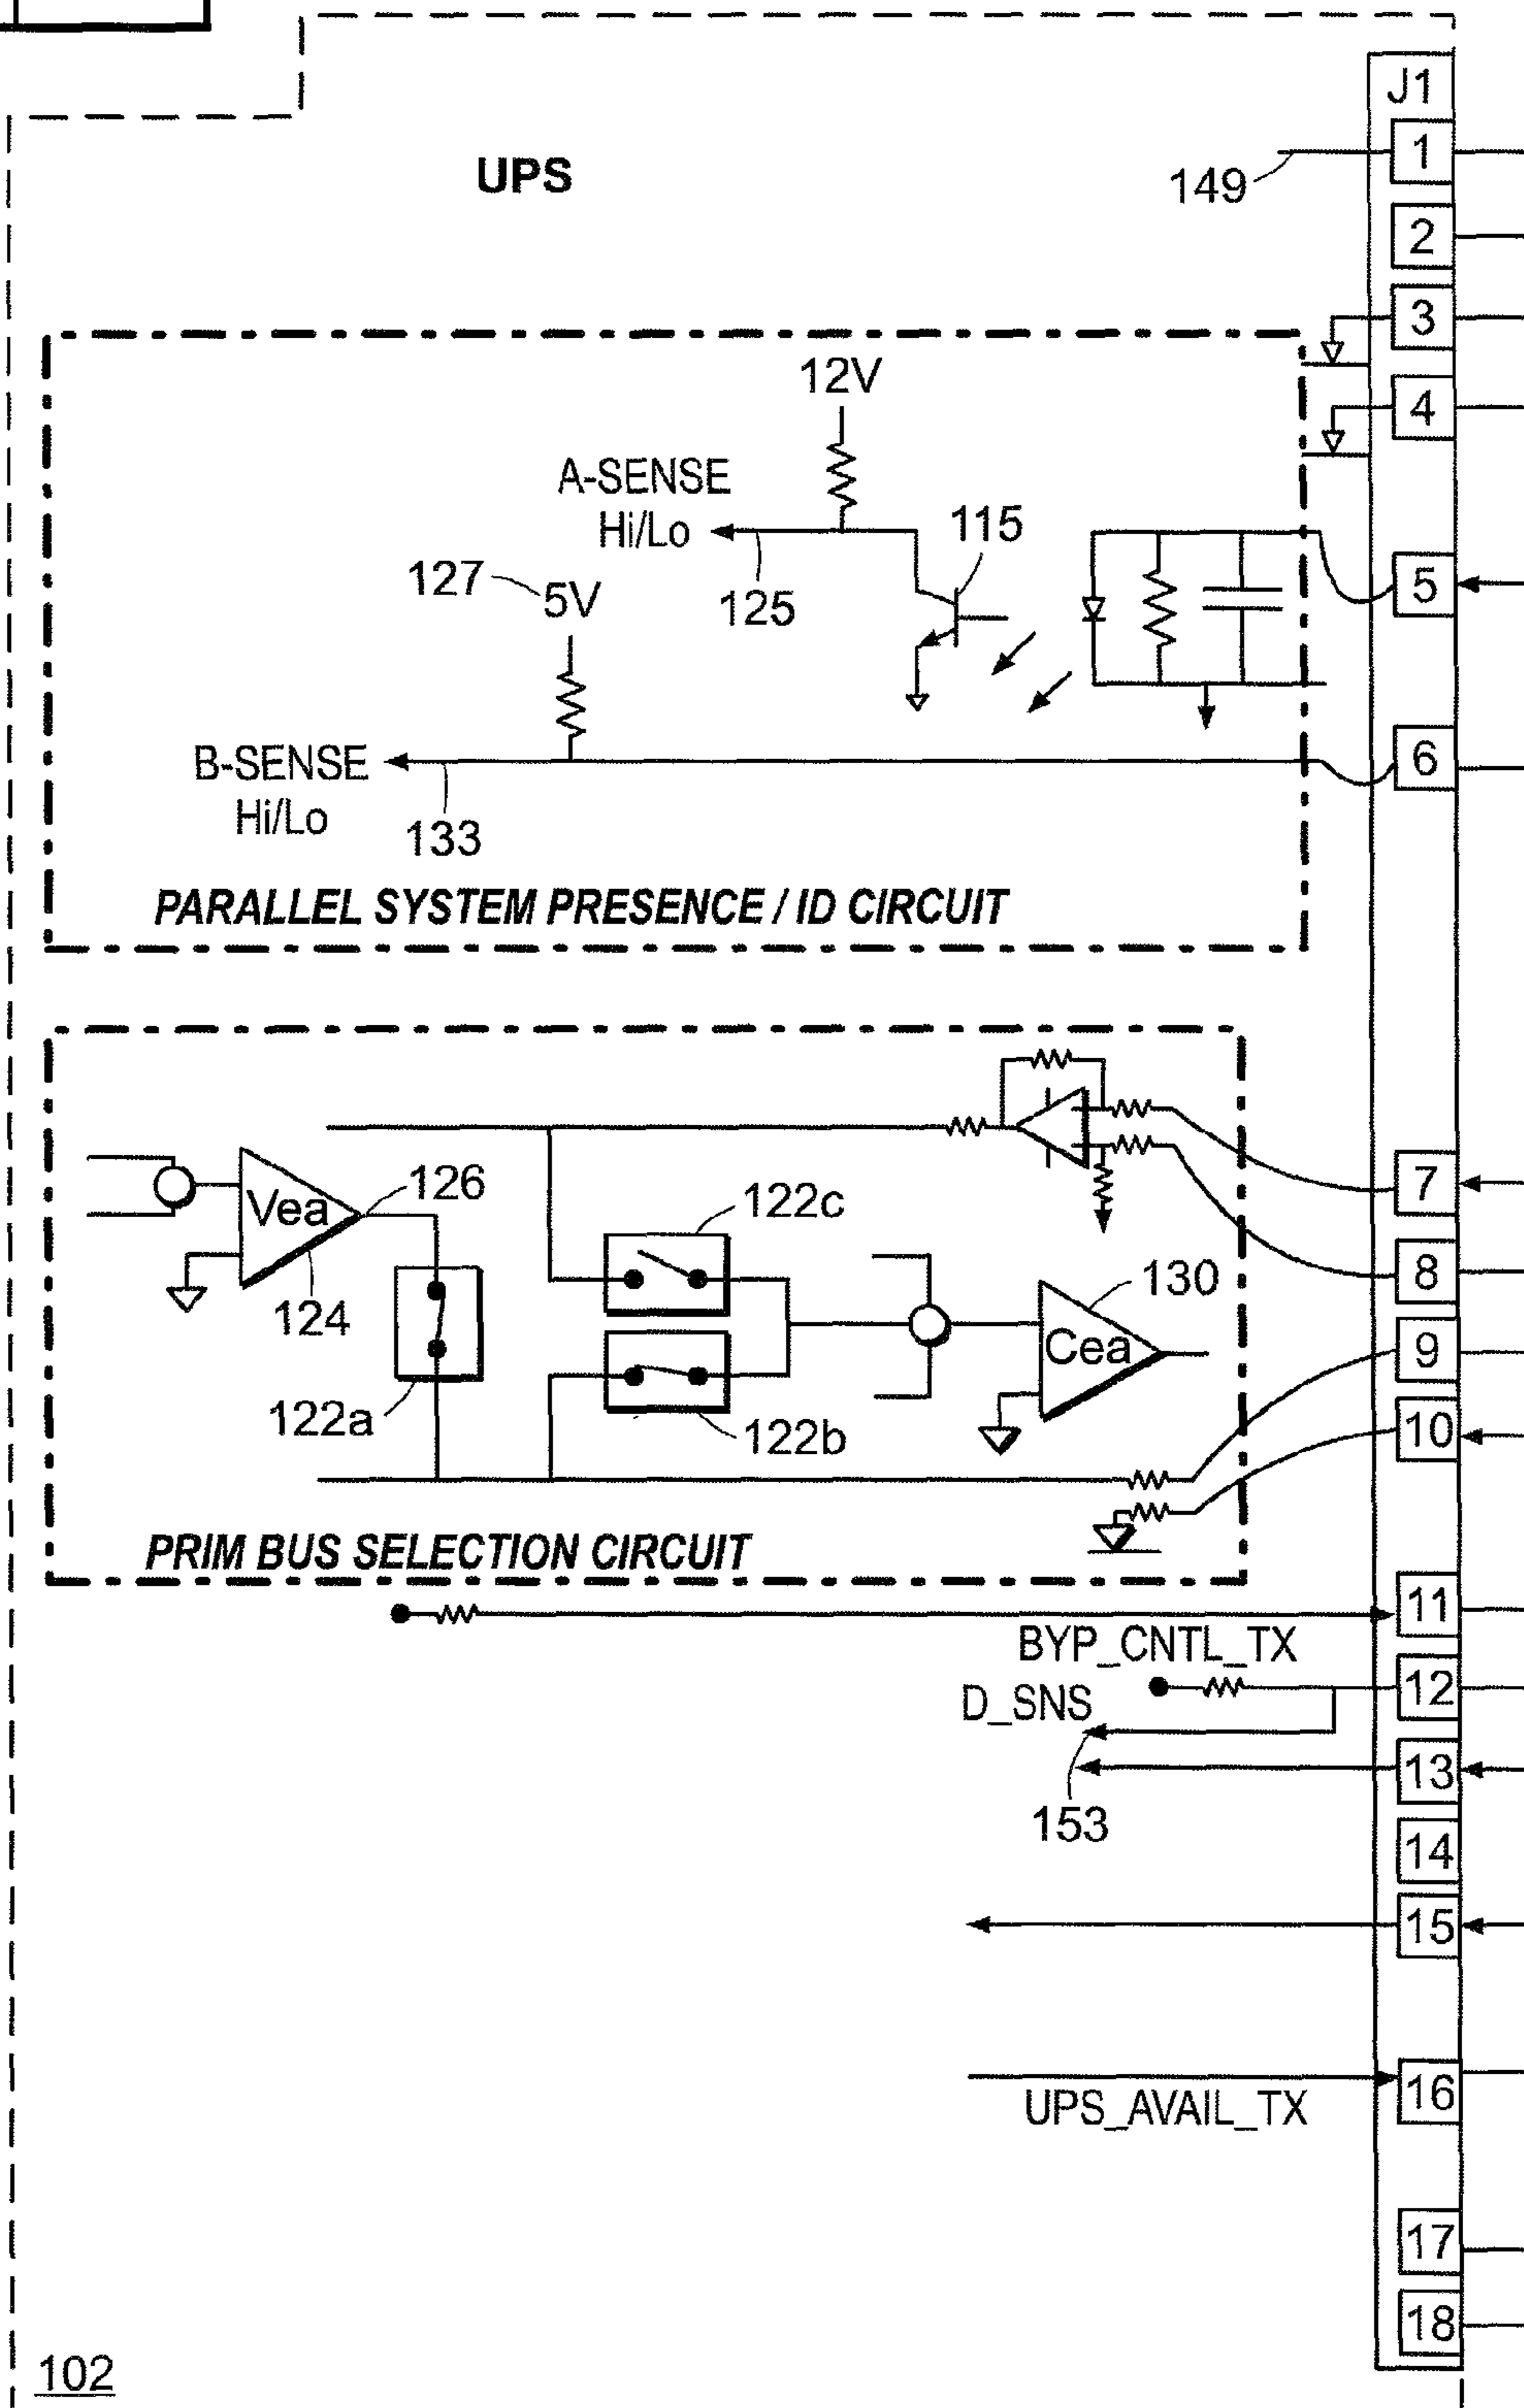 J1
1
UPS
149
2
3
12V
4
A-SENSE
Hi/Lo
115
127
5V
125
5
B-SENSE
Hi/Lo
133
6
PARALLEL SYSTEM PRESENCE / ID CIRCUIT
Vea
126
122c
7
124
130
8
Cea
9
122a
122b
10
PRIM BUS SELECTION CIRCUIT
11
BYP_CNTL_TX
12
D_SNS
13
153
14
15
16
UPS_AVAIL_TX
17
18
102